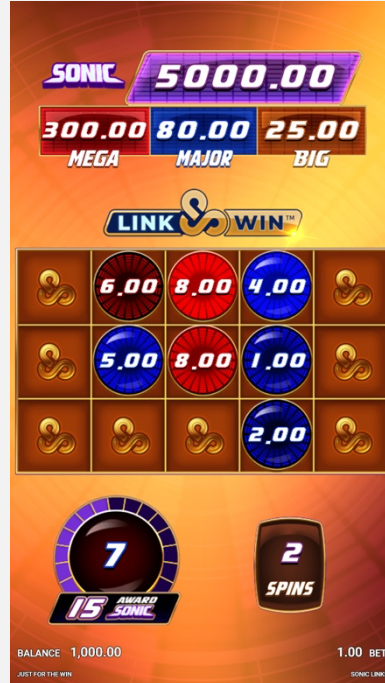 SONIC 5000.00
300.00 80.00 25.00
MEGA MAJOR BIG
LINK WIN™
6.00 8.00 4.00
5.00 8.00 1.00
2.00
7
15 AWARD SONIC
2
SPINS
BALANCE 1,000.00 1.00 BET
JUST FOR THE WIN SONIC LINK